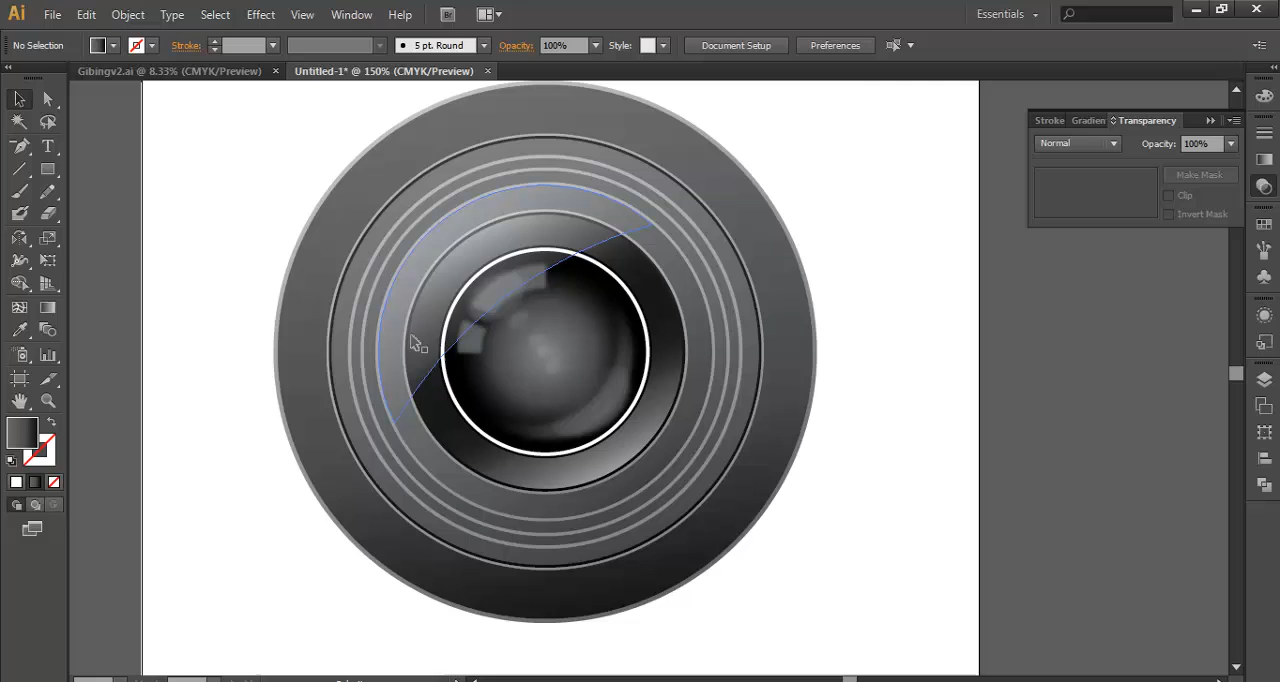 Ai File Edit Object Type Select Effect View Window Help Br Essentials
No Selection Stroke: 5 pt. Round Opacity: 100% Style: Document Setup Preferences
Gibingv2.ai @ 8.33% (CMYK/Preview) × Untitled-1* @ 150% (CMYK/Preview) ×
Stroke Gradien Transparency
Normal Opacity: 100%
Make Mask
Clip
Invert Mask